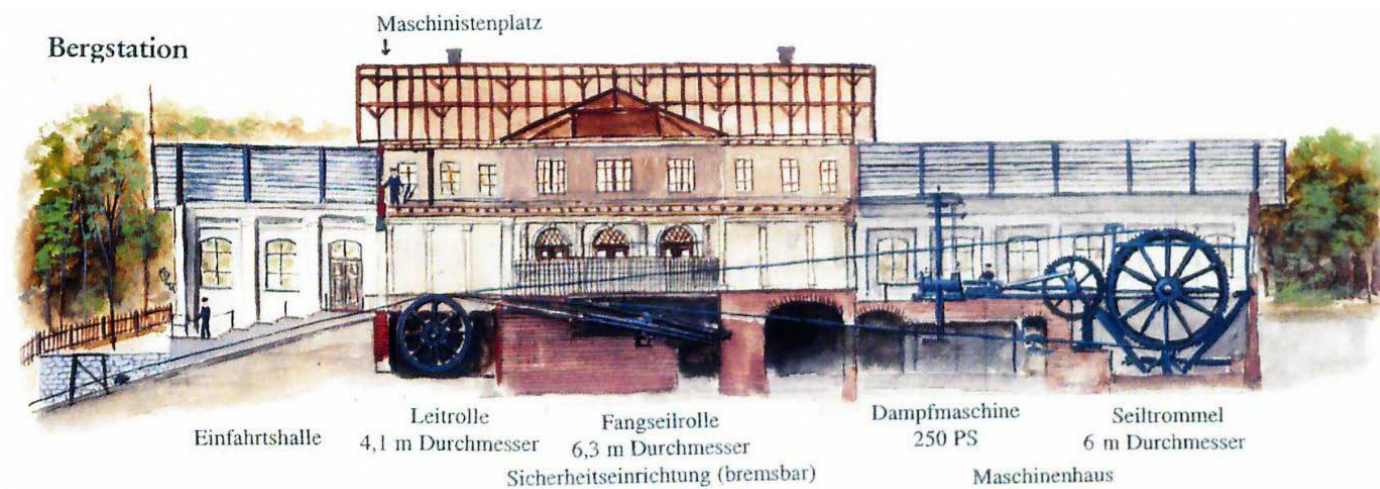 Maschinistenplatz
Bergstation
Einfahrtshalle
Leitrolle
4,1 m Durchmesser
Fangseilrolle
6,3 m Durchmesser
Sicherheitseinrichtung (bremsbar)
Dampfmaschine
250 PS
Seiltrommel
6 m Durchmesser
Maschinenhaus